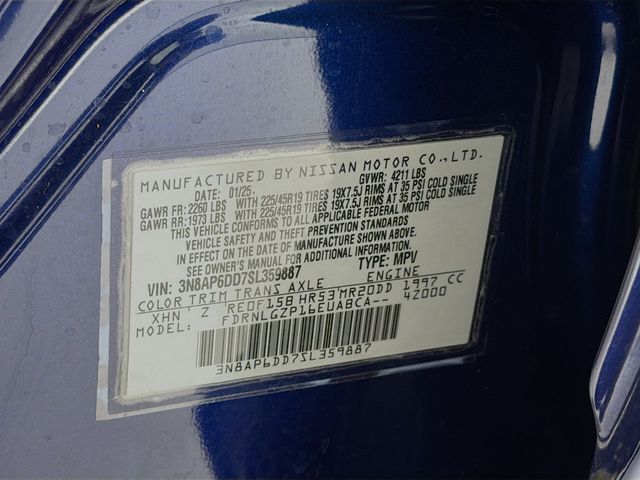 MANUFACTURED BY NISSAN MOTOR CO., LTD.
DATE: 01/25. GVWR: 4211 LBS
GAWR FR: 2260 LBS WITH 225/45R19 TIRES 19X7.5J RIMS AT 35 PSI COLD SINGLE
GAWR RR: 1973 LBS WITH 225/45R19 TIRES 19X7.5J RIMS AT 35 PSI COLD SINGLE
THIS VEHICLE CONFORMS TO ALL APPLICABLE FEDERAL MOTOR
VEHICLE SAFETY AND THEFT PREVENTION STANDARDS
IN EFFECT ON THE DATE OF MANUFACTURE SHOWN ABOVE.
SEE OWNER'S MANUAL FOR ADDITIONAL INFORMATION
VIN: 3N8AP6DD7SL359887 TYPE: MPV
COLOR TRIM TRANS AXLE ENGINE
XHN Z RE0F15B HR53 MR20DD 1997 CC
MODEL: FDRNLGZP16EUABCA-- 4Z000
3N8AP6DD7SL359887